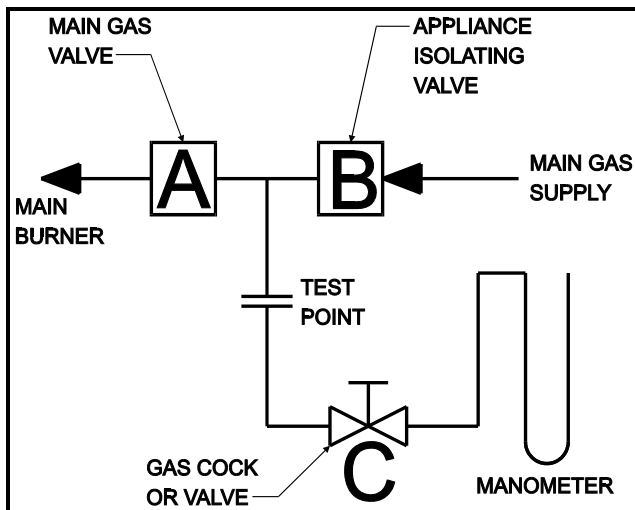 MAIN GAS
VALVE
APPLIANCE
ISOLATING
VALVE
A
B
MAIN GAS
SUPPLY
MAIN
BURNER
TEST
POINT
C
GAS COCK
OR VALVE
MANOMETER